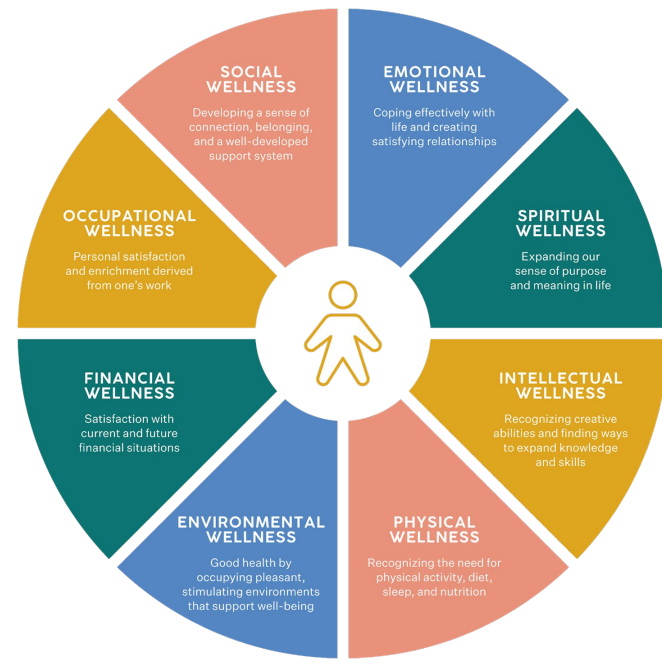 SOCIAL
WELLNESS
Developing a sense of
connection, belonging,
and a well-developed
support system
EMOTIONAL
WELLNESS
Coping effectively with
life and creating
satisfying relationships
SPIRITUAL
WELLNESS
Expanding our
sense of purpose
and meaning in life
INTELLECTUAL
WELLNESS
Recognizing creative
abilities and finding ways
to expand knowledge
and skills
PHYSICAL
WELLNESS
Recognizing the need for
physical activity, diet,
sleep, and nutrition
ENVIRONMENTAL
WELLNESS
Good health by
occupying pleasant,
stimulating environments
that support well-being
FINANCIAL
WELLNESS
Satisfaction with
current and future
financial situations
OCCUPATIONAL
WELLNESS
Personal satisfaction
and enrichment derived
from one's work